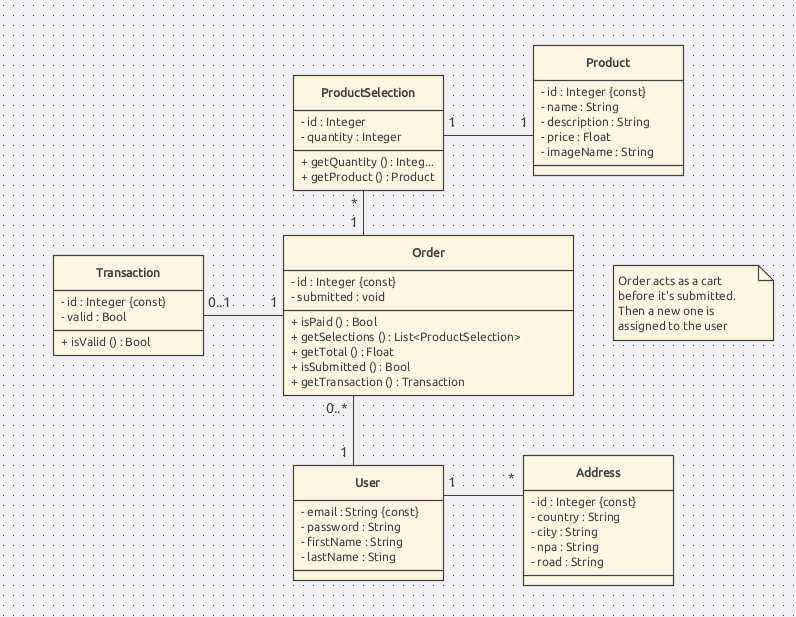 Product
- id : Integer {const}
- name : String
- description : String
- price : Float
- imageName : String
ProductSelection
- id : Integer
- quantity : Integer
+ getQuantity () : Integ...
+ getProduct () : Product
1
1
*
1
Order
- id : Integer {const}
- submitted : void
+ isPaid () : Bool
+ getSelections () : List<ProductSelection>
+ getTotal () : Float
+ isSubmitted () : Bool
+ getTransaction () : Transaction
Transaction
- id : Integer {const}
- valid : Bool
+ isValid () : Bool
0..1
1
Order acts as a cart
before it's submitted.
Then a new one is
assigned to the user
0..*
1
User
- email : String {const}
- password : String
- firstName : String
- lastName : Sting
1
*
Address
- id : Integer {const}
- country : String
- city : String
- npa : String
- road : String